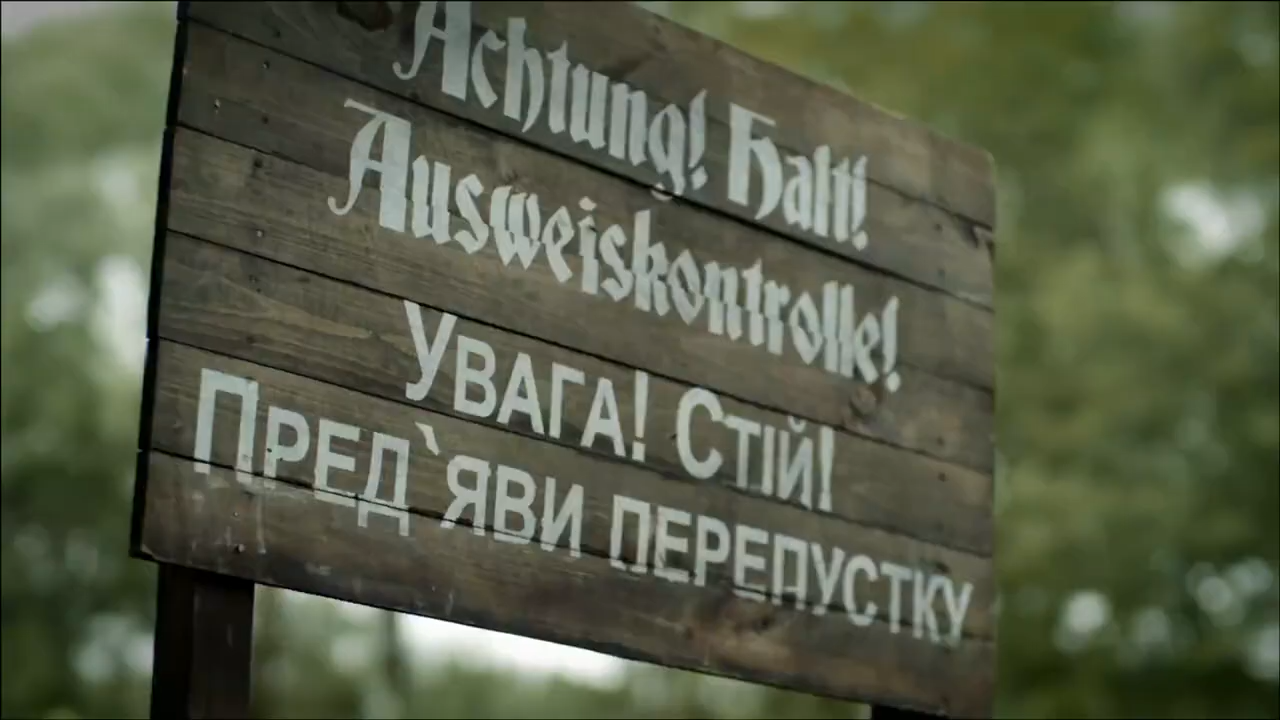 Achtung! Halt!
Ausweiskontrolle!
Увага! Стій!
Пред`яви перепустку